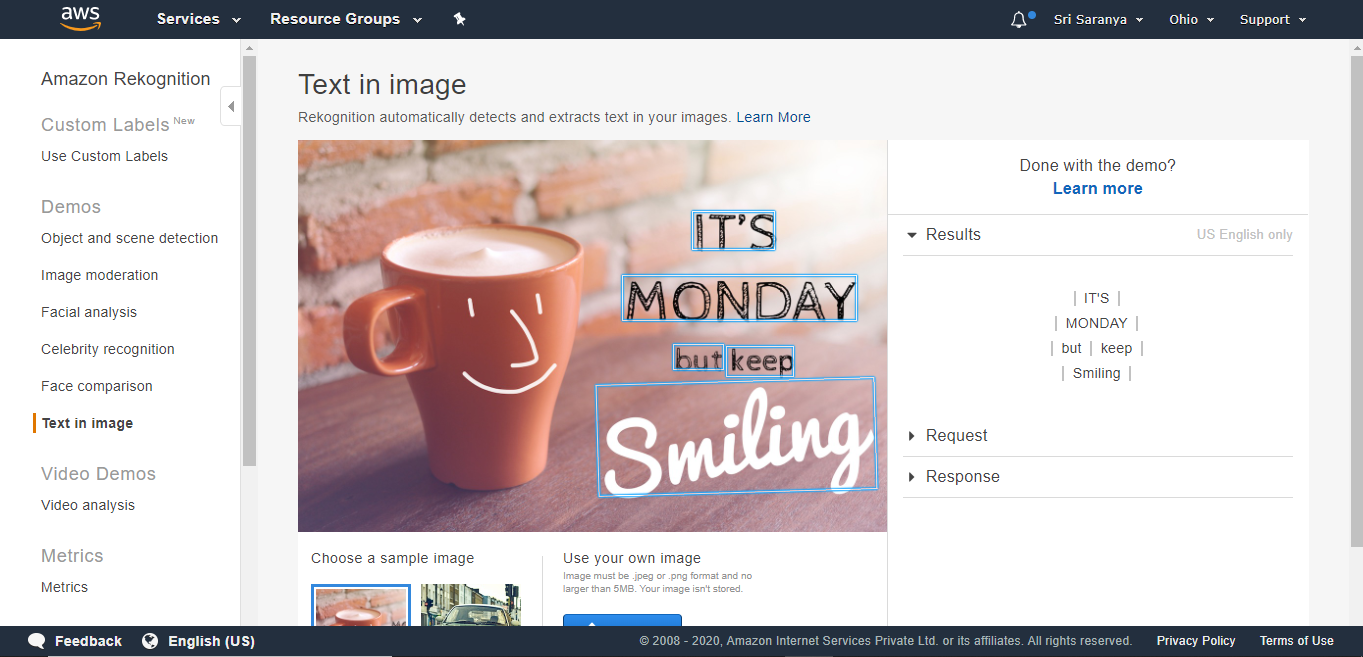 aws
Services
Resource Groups
Sri Saranya
Ohio
Support
Amazon Rekognition
Custom Labels New
Use Custom Labels
Demos
Object and scene detection
Image moderation
Facial analysis
Celebrity recognition
Face comparison
Text in image
Video Demos
Video analysis
Metrics
Metrics
Text in image
Rekognition automatically detects and extracts text in your images. Learn More
IT'S
MONDAY
but keep
Smiling
Choose a sample image
Use your own image
Image must be .jpeg or .png format and no
larger than 5MB. Your image isn't stored.
Done with the demo?
Learn more
Results
US English only
| IT'S |
| MONDAY |
| but | keep |
| Smiling |
Request
Response
Feedback
English (US)
© 2008 - 2020, Amazon Internet Services Private Ltd. or its affiliates. All rights reserved.
Privacy Policy
Terms of Use